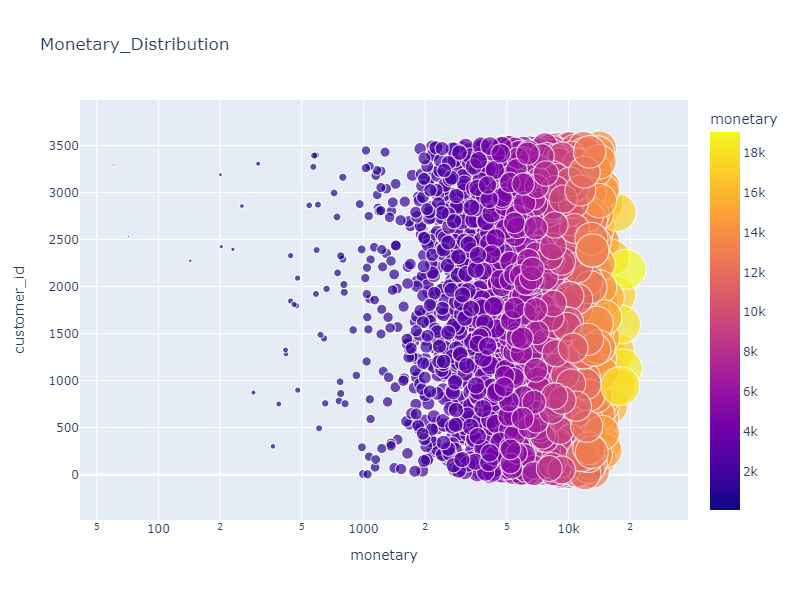 Monetary_Distribution
monetary
18k
16k
14k
12k
10k
8k
6k
4k
2k
3500
3000
2500
2000
1500
1000
500
0
customer_id
5 100 2 5 1000 2 5 10k 2
monetary